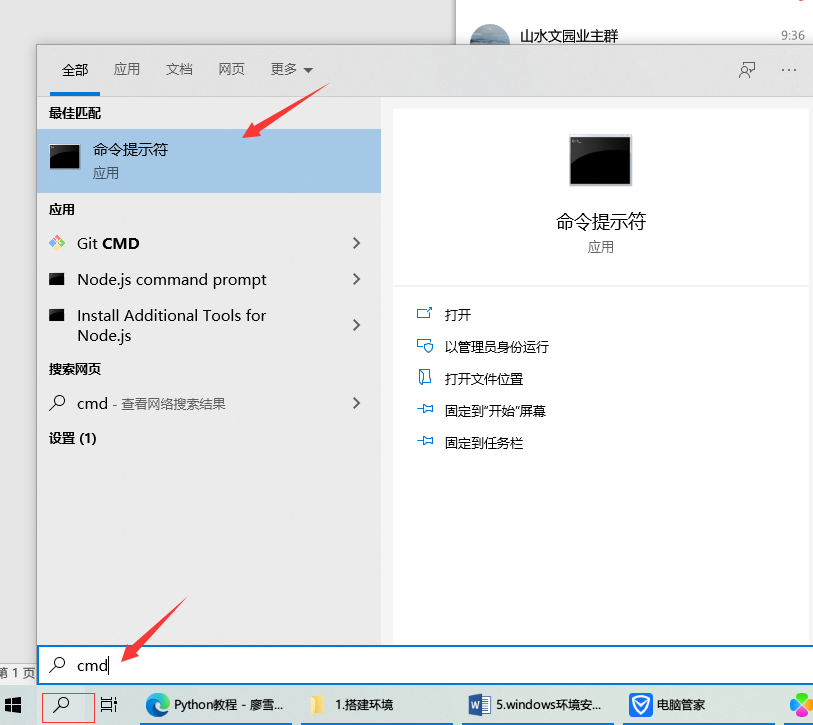 山水文园业主群
9:36
全部 应用 文档 网页 更多
最佳匹配
命令提示符
应用
应用
Git CMD
Node.js command prompt
Install Additional Tools for
Node.js
搜索网页
cmd - 查看网络搜索结果
设置 (1)
命令提示符
应用
打开
以管理员身份运行
打开文件位置
固定到"开始"屏幕
固定到任务栏
第 1 页
cmd
Python教程 - 廖雪... 1.搭建环境 5.windows环境安... 电脑管家